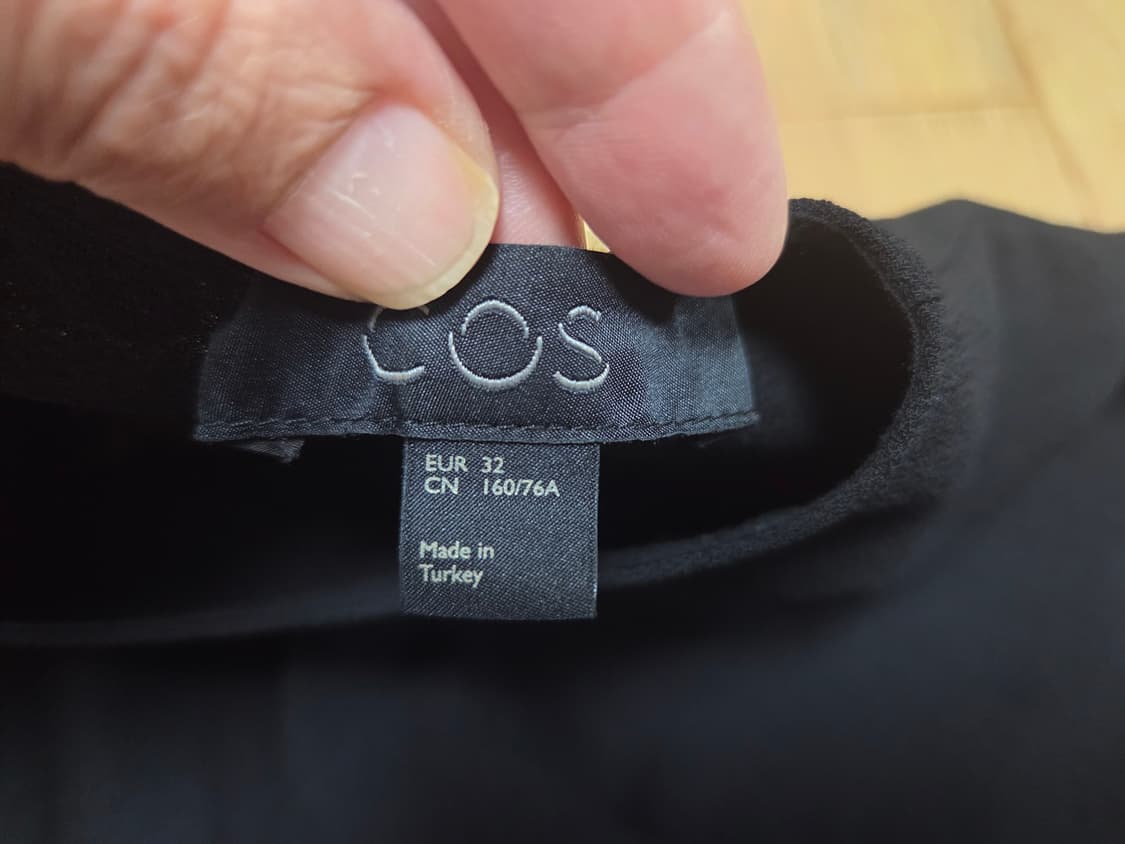 COS
EUR 32
CN 160/76A
Made in
Turkey